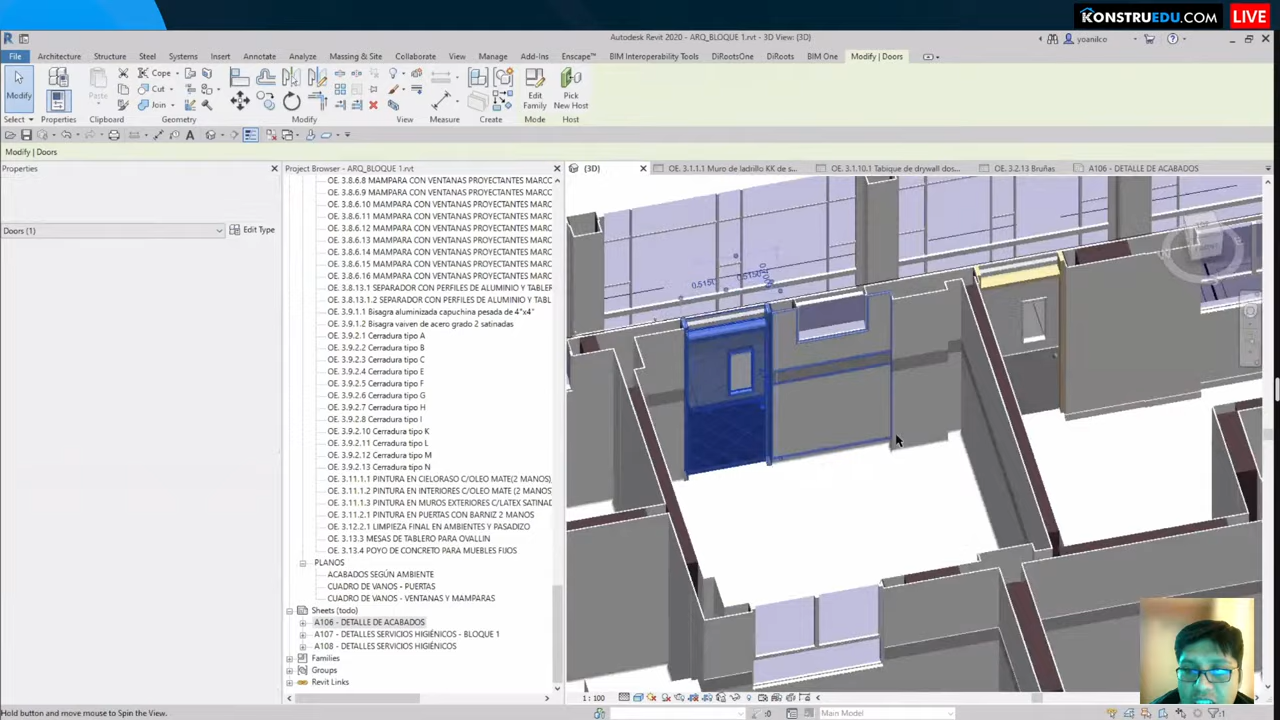 KONSTRUEDU.COM LIVE
Autodesk Revit 2020 - ARQ_BLOQUE 1.rvt - 3D View: {3D}
yoanilco
File Architecture Structure Steel Systems Insert Annotate Analyze Massing & Site Collaborate View Manage Add-Ins Enscape™ BIM Interoperability Tools DiRootsOne DiRoots BIM One Modify | Doors
Modify Paste Cope Cut Join Edit Family Pick New Host
Select Properties Clipboard Geometry Modify View Measure Create Mode Host
Modify | Doors
Properties
Project Browser - ARQ_BLOQUE 1.rvt
{3D} OE. 3.1.1.1 Muro de ladrillo KK de s... OE. 3.1.10.1 Tabique de drywall dos... OE. 3.2.13 Bruñas A106 - DETALLE DE ACABADOS
Doors (1) Edit Type
OE. 3.8.6.8 MAMPARA CON VENTANAS PROYECTANTES MARCO
OE. 3.8.6.9 MAMPARA CON VENTANAS PROYECTANTES MARCO
OE. 3.8.6.10 MAMPARA CON VENTANAS PROYECTANTES MARC
OE. 3.8.6.11 MAMPARA CON VENTANAS PROYECTANTES MARC
OE. 3.8.6.12 MAMPARA CON VENTANAS PROYECTANTES MARC
OE. 3.8.6.13 MAMPARA CON VENTANAS PROYECTANTES MARC
OE. 3.8.6.14 MAMPARA CON VENTANAS PROYECTANTES MARC
OE. 3.8.6.15 MAMPARA CON VENTANAS PROYECTANTES MARC
OE. 3.8.6.16 MAMPARA CON VENTANAS PROYECTANTES MARC
OE. 3.8.13.1 SEPARADOR CON PERFILES DE ALUMINIO Y TABLER
OE. 3.8.13.1.2 SEPARADOR CON PERFILES DE ALUMINIO Y TABL
OE. 3.9.1.1 Bisagra aluminizada capuchina pesada de 4"x4"
OE. 3.9.1.2 Bisagra vaiven de acero grado 2 satinadas
OE. 3.9.2.1 Cerradura tipo A
OE. 3.9.2.2 Cerradura tipo B
OE. 3.9.2.3 Cerradura tipo C
OE. 3.9.2.4 Cerradura tipo E
OE. 3.9.2.5 Cerradura tipo F
OE. 3.9.2.6 Cerradura tipo G
OE. 3.9.2.7 Cerradura tipo H
OE. 3.9.2.8 Cerradura tipo I
OE. 3.9.2.10 Cerradura tipo K
OE. 3.9.2.11 Cerradura tipo L
OE. 3.9.2.12 Cerradura tipo M
OE. 3.9.2.13 Cerradura tipo N
OE. 3.11.1.1 PINTURA EN CIELORASO C/OLEO MATE(2 MANOS)
OE. 3.11.1.2 PINTURA EN INTERIORES C/OLEO MATE(2 MANOS
OE. 3.11.1.3 PINTURA EN MUROS EXTERIORES C/LATEX SATINAD
OE. 3.11.2.1 PINTURA EN PUERTAS CON BARNIZ 2 MANOS
OE. 3.12.2.1 LIMPIEZA FINAL EN AMBIENTES Y PASADIZO
OE. 3.13.3 MESAS DE TABLERO PARA OVALLIN
OE. 3.13.4 POYO DE CONCRETO PARA MUEBLES FIJOS
PLANOS
ACABADOS SEGÚN AMBIENTE
CUADRO DE VANOS - PUERTAS
CUADRO DE VANOS - VENTANAS Y MAMPARAS
Sheets (todo)
A106 - DETALLE DE ACABADOS
A107 - DETALLES SERVICIOS HIGIÉNICOS - BLOQUE 1
A108 - DETALLES SERVICIOS HIGIÉNICOS
Families
Groups
Revit Links
0.5150 0.5150
1 : 100
Hold button and move mouse to Spin the View.
:0 Main Model :1